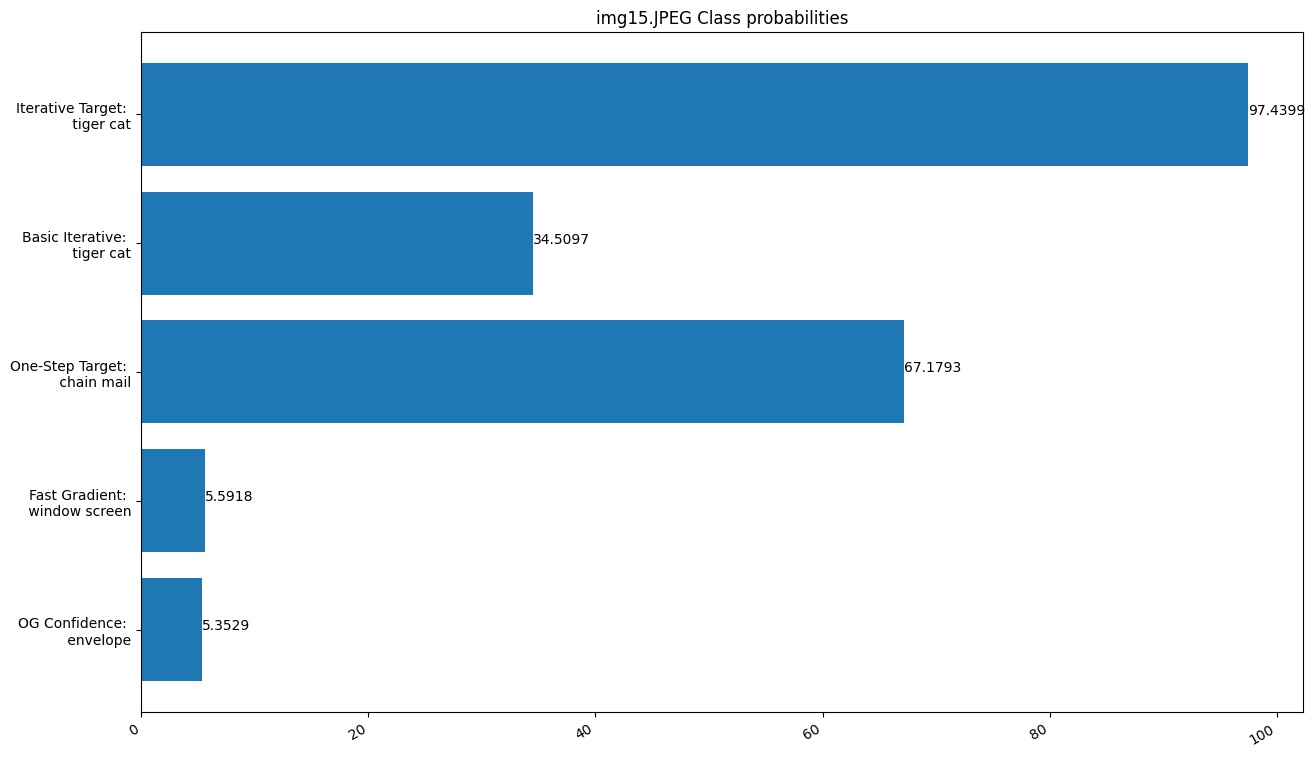 img15.JPEG Class probabilities
Iterative Target:
tiger cat
97.4399
Basic Iterative:
tiger cat
34.5097
One-Step Target:
chain mail
67.1793
Fast Gradient:
window screen
5.5918
OG Confidence:
envelope
5.3529
0 20 40 60 80 100